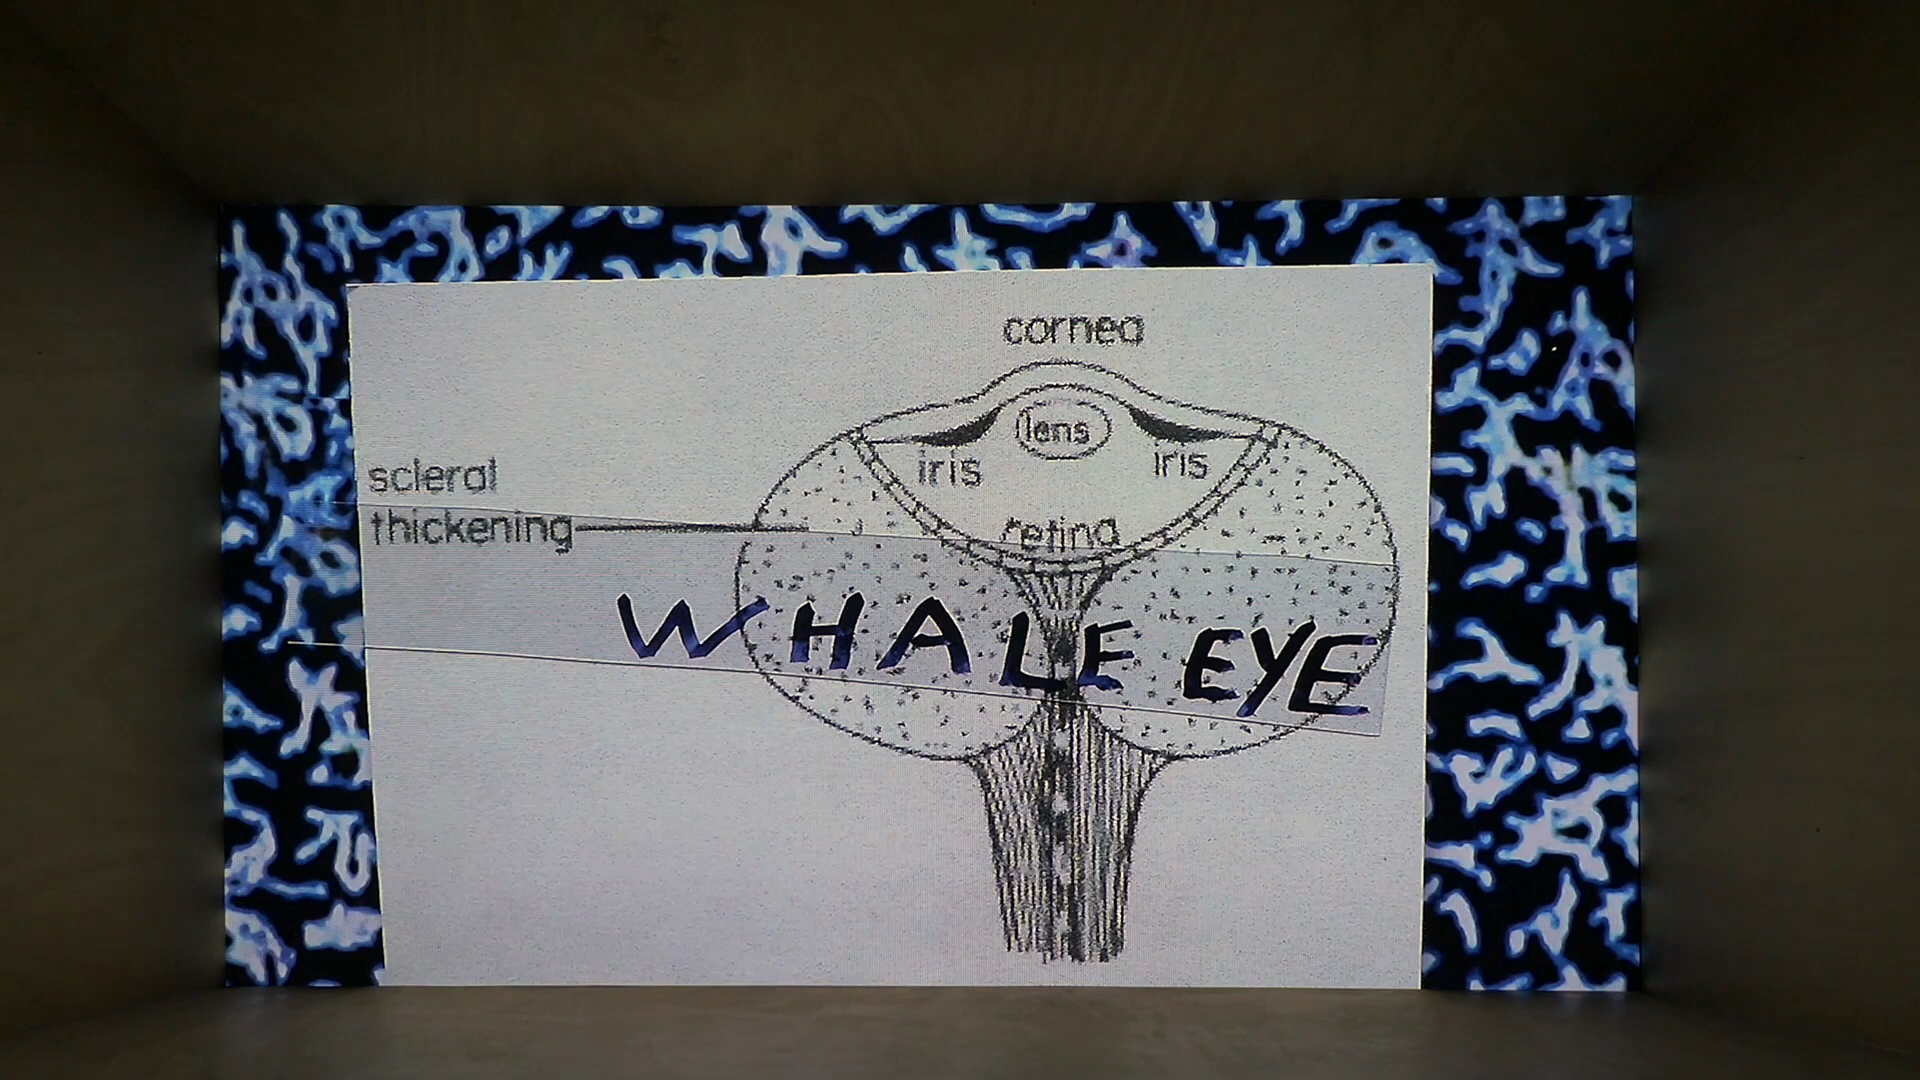 cornea
lens
iris
iris
scleral
thickening
retina
WHALE EYE